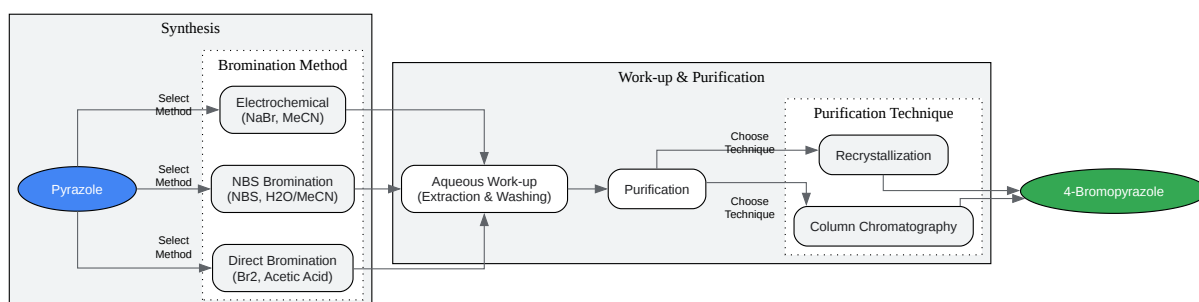 Synthesis
Bromination Method
Select
Method
Electrochemical
(NaBr, MeCN)
Pyrazole
Select
Method
NBS Bromination
(NBS, H2O/MeCN)
Select
Method
Direct Bromination
(Br2, Acetic Acid)
Work-up & Purification
Aqueous Work-up
(Extraction & Washing)
Purification
Choose
Technique
Choose
Technique
Purification Technique
Recrystallization
Column Chromatography
4-Bromopyrazole